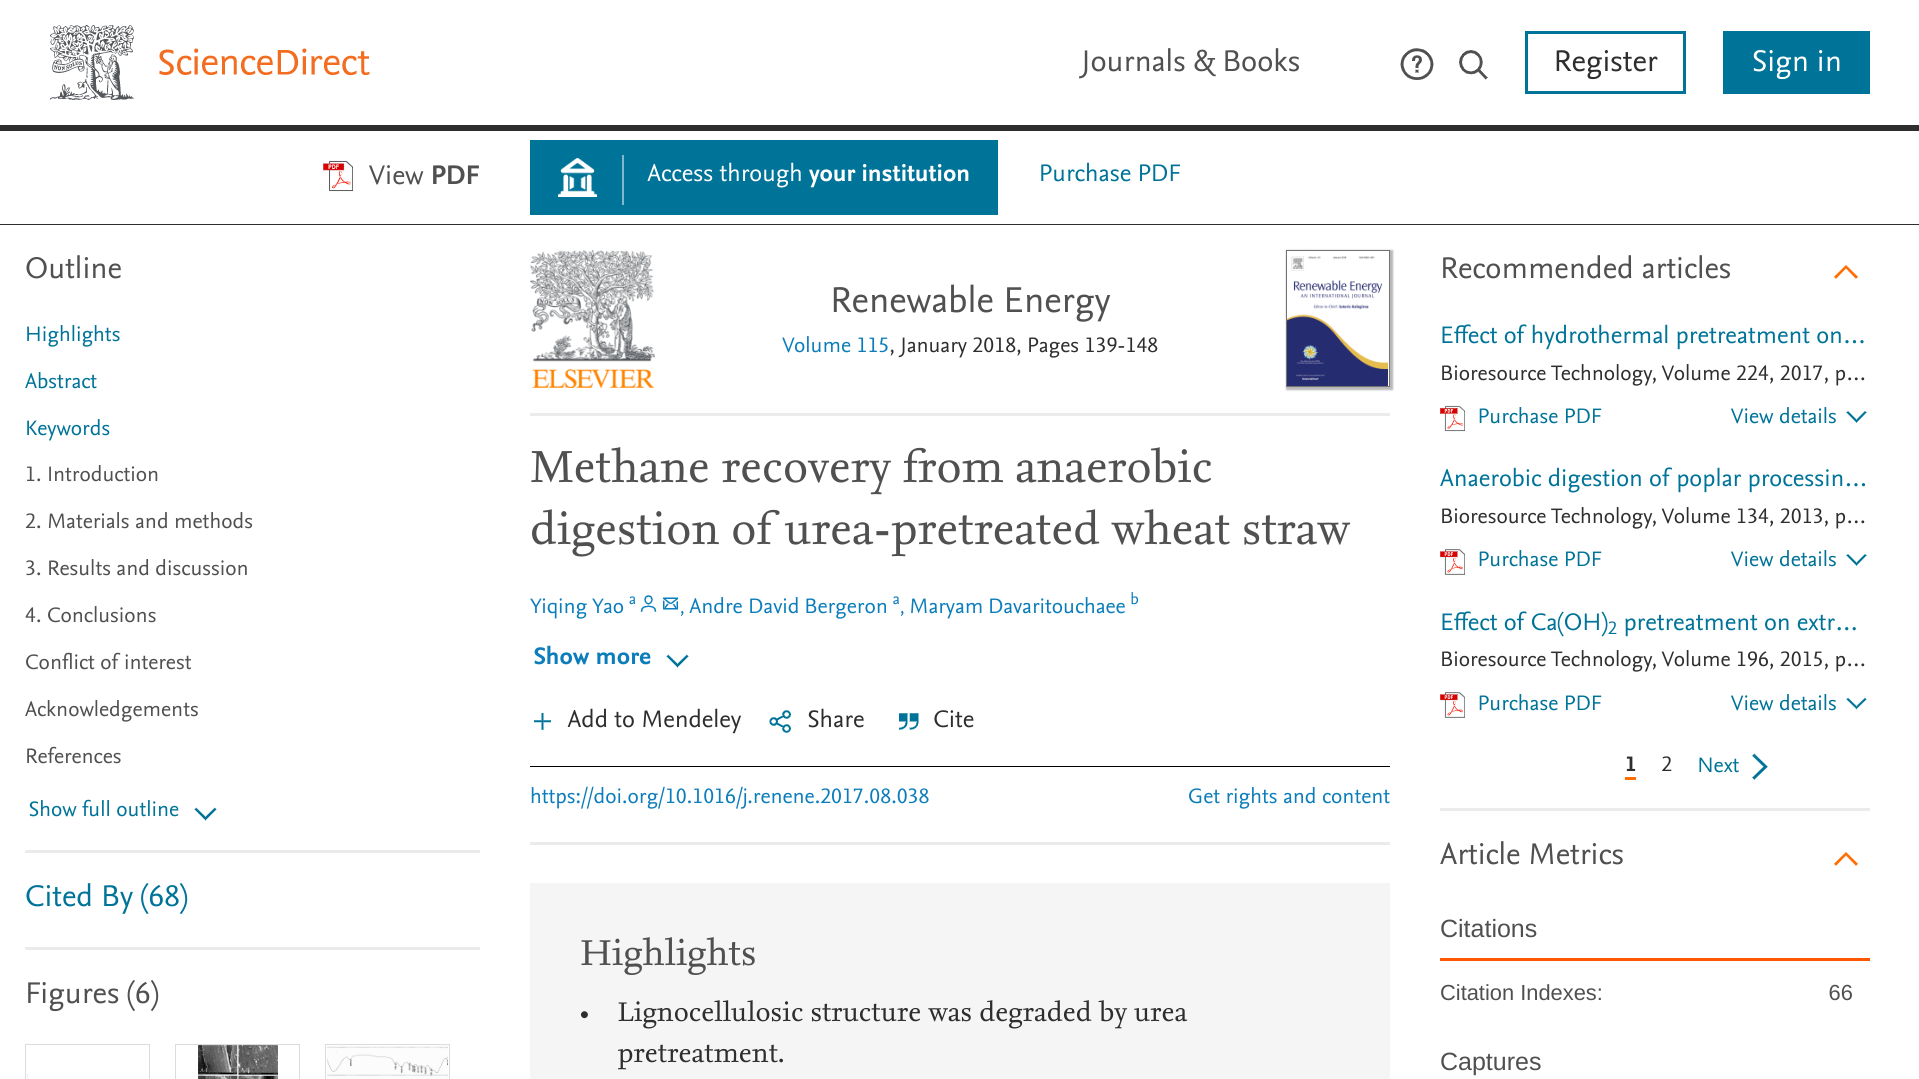 ScienceDirect
Journals & Books
Register
Sign in
View PDF
Access through your institution
Purchase PDF
Outline
Highlights
Abstract
Keywords
1. Introduction
2. Materials and methods
3. Results and discussion
4. Conclusions
Conflict of interest
Acknowledgements
References
Show full outline
Cited By (68)
Figures (6)
ELSEVIER
Renewable Energy
Volume 115, January 2018, Pages 139-148
Renewable Energy
AN INTERNATIONAL JOURNAL
Methane recovery from anaerobic
digestion of urea-pretreated wheat straw
Yiqing Yao a, Andre David Bergeron a, Maryam Davaritouchaee b
Show more
Add to Mendeley
Share
Cite
https://doi.org/10.1016/j.renene.2017.08.038
Get rights and content
Highlights
• Lignocellulosic structure was degraded by urea
pretreatment.
Recommended articles
Effect of hydrothermal pretreatment on…
Bioresource Technology, Volume 224, 2017, p…
Purchase PDF
View details
Anaerobic digestion of poplar processin…
Bioresource Technology, Volume 134, 2013, p…
Purchase PDF
View details
Effect of Ca(OH)2 pretreatment on extr…
Bioresource Technology, Volume 196, 2015, p…
Purchase PDF
View details
1 2 Next
Article Metrics
Citations
Citation Indexes: 66
Captures